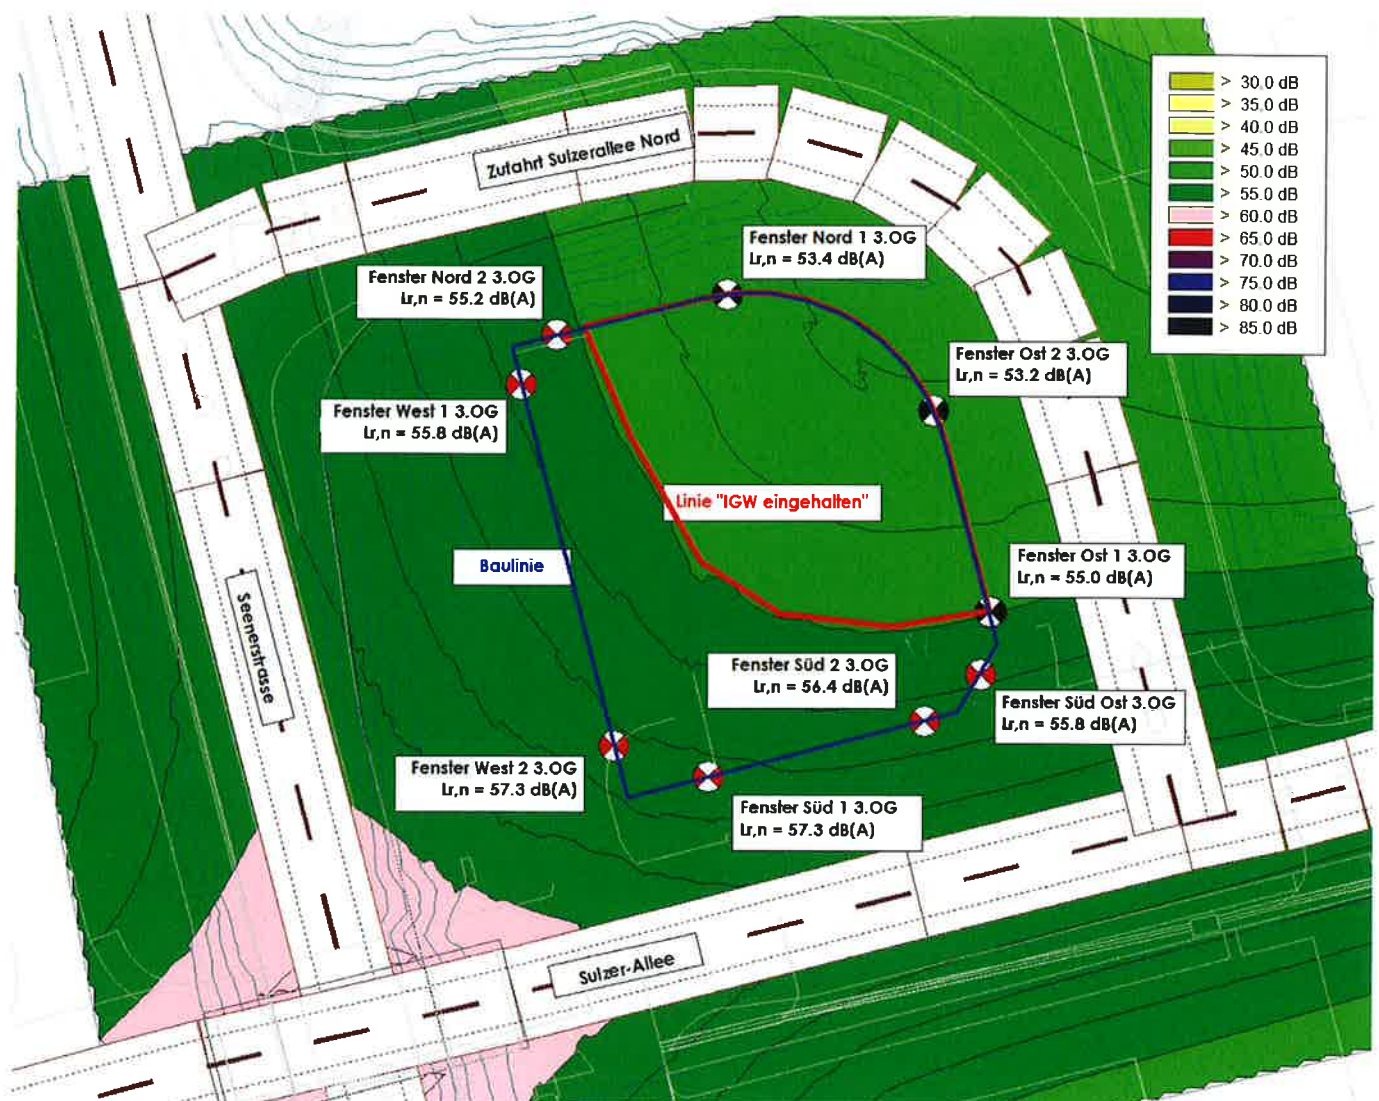 > 30.0 dB
> 35.0 dB
> 40.0 dB
> 45.0 dB
> 50.0 dB
> 55.0 dB
> 60.0 dB
> 65.0 dB
> 70.0 dB
> 75.0 dB
> 80.0 dB
> 85.0 dB
Zufahrt Sulzerallee Nord
Fenster Nord 1 3.OG
Lr,n = 53.4 dB(A)
Fenster Nord 2 3.OG
Lr,n = 55.2 dB(A)
Fenster Ost 2 3.OG
Lr,n = 53.2 dB(A)
Fenster West 1 3.OG
Lr,n = 55.8 dB(A)
Linie "IGW eingehalten"
Baulinie
Fenster Ost 1 3.OG
Lr,n = 55.0 dB(A)
Seenerstrasse
Fenster Süd 2 3.OG
Lr,n = 56.4 dB(A)
Fenster Süd Ost 3.OG
Lr,n = 55.8 dB(A)
Fenster West 2 3.OG
Lr,n = 57.3 dB(A)
Fenster Süd 1 3.OG
Lr,n = 57.3 dB(A)
Sulzer-Allee